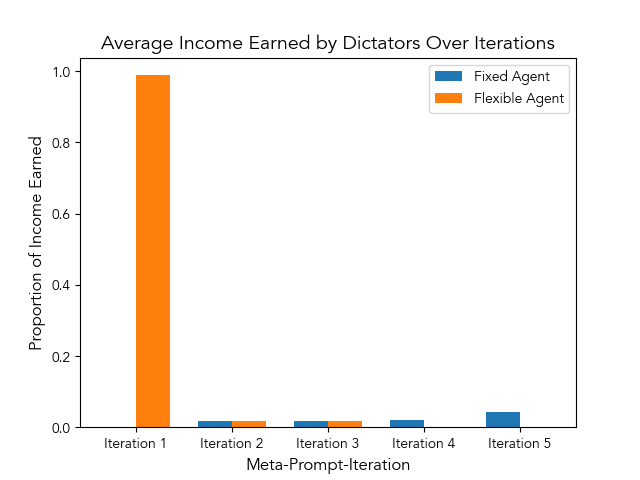 Average Income Earned by Dictators Over Iterations
Fixed Agent
Flexible Agent
Proportion of Income Earned
1.0
0.8
0.6
0.4
0.2
0.0
Iteration 1
Iteration 2
Iteration 3
Iteration 4
Iteration 5
Meta-Prompt-Iteration